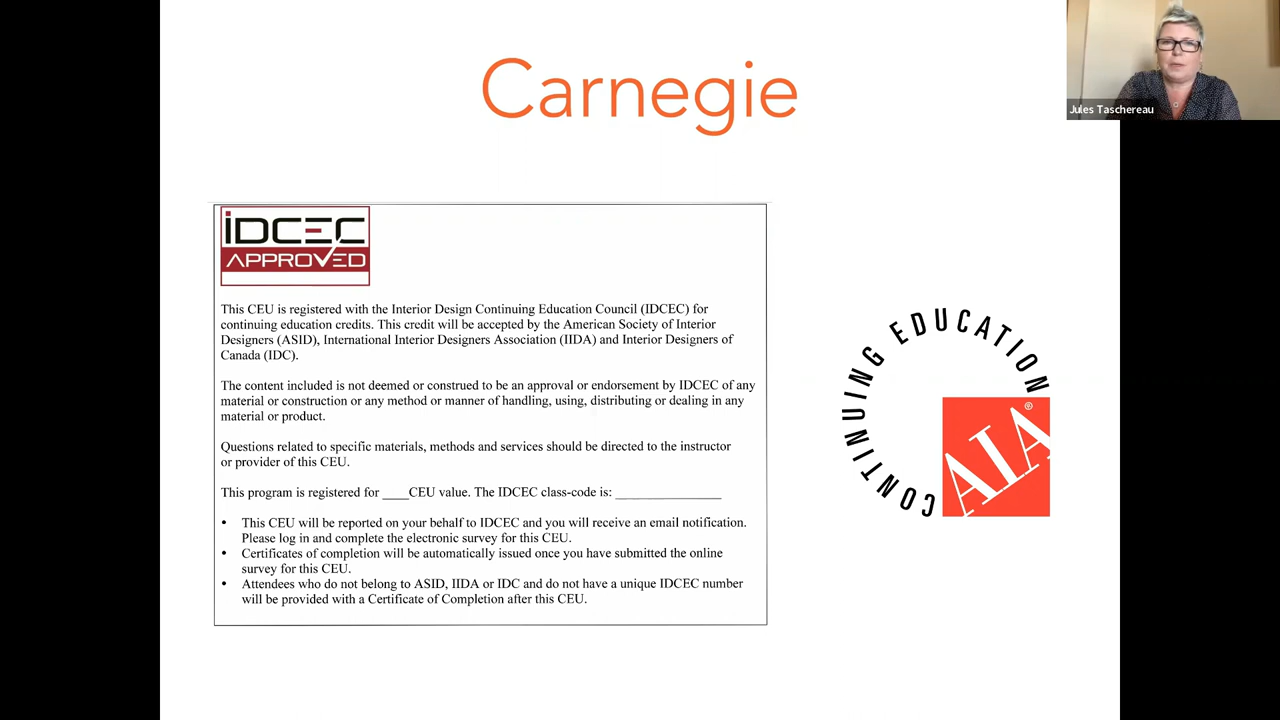 Carnegie
Jules Taschereau
IDCEC
APPROVED
This CEU is registered with the Interior Design Continuing Education Council (IDCEC) for
continuing education credits. This credit will be accepted by the American Society of Interior
Designers (ASID), International Interior Designers Association (IIDA) and Interior Designers of
Canada (IDC).
The content included is not deemed or construed to be an approval or endorsement by IDCEC of any
material or construction or any method or manner of handling, using, distributing or dealing in any
material or product.
Questions related to specific materials, methods and services should be directed to the instructor
or provider of this CEU.
This program is registered for ____CEU value. The IDCEC class-code is: _________________
• This CEU will be reported on your behalf to IDCEC and you will receive an email notification.
Please log in and complete the electronic survey for this CEU.
• Certificates of completion will be automatically issued once you have submitted the online
survey for this CEU.
• Attendees who do not belong to ASID, IIDA or IDC and do not have a unique IDCEC number
will be provided with a Certificate of Completion after this CEU.
CONTINUING EDUCATION
AIA®